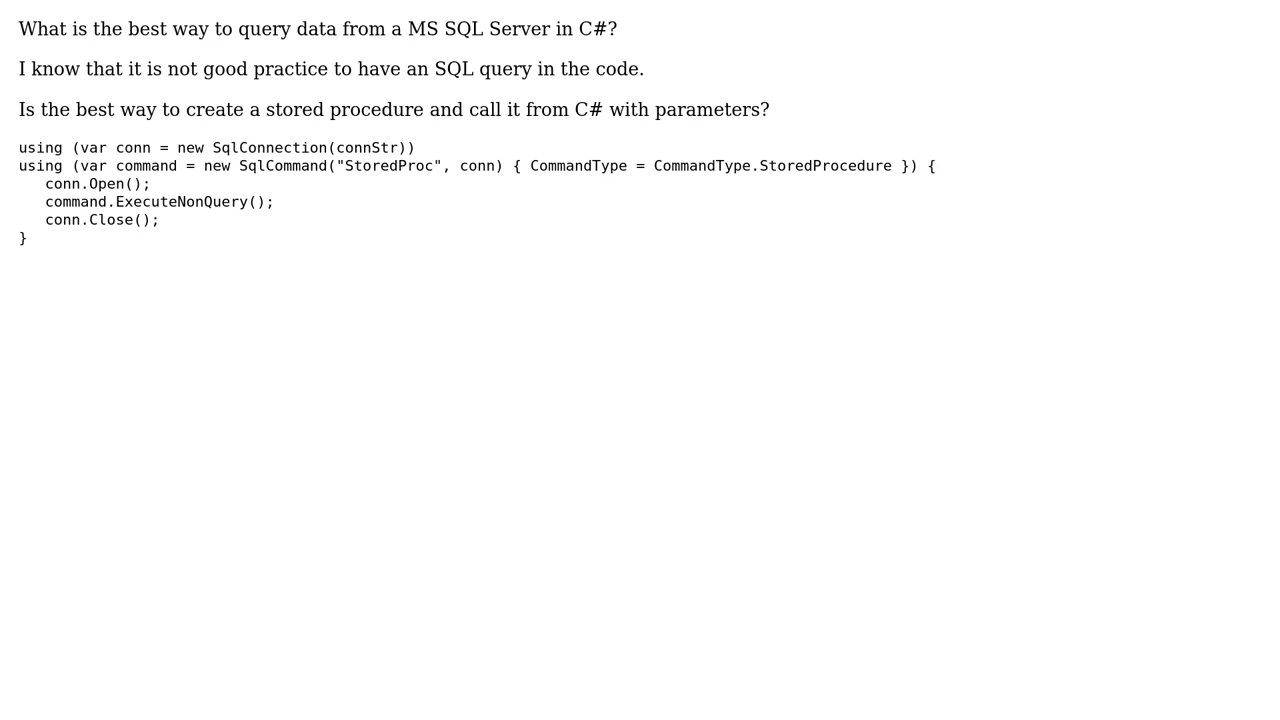 What is the best way to query data from a MS SQL Server in C#?
I know that it is not good practice to have an SQL query in the code.
Is the best way to create a stored procedure and call it from C# with parameters?
using (var conn = new SqlConnection(connStr))
using (var command = new SqlCommand("StoredProc", conn) { CommandType = CommandType.StoredProcedure }) {
   conn.Open();
   command.ExecuteNonQuery();
   conn.Close();
}